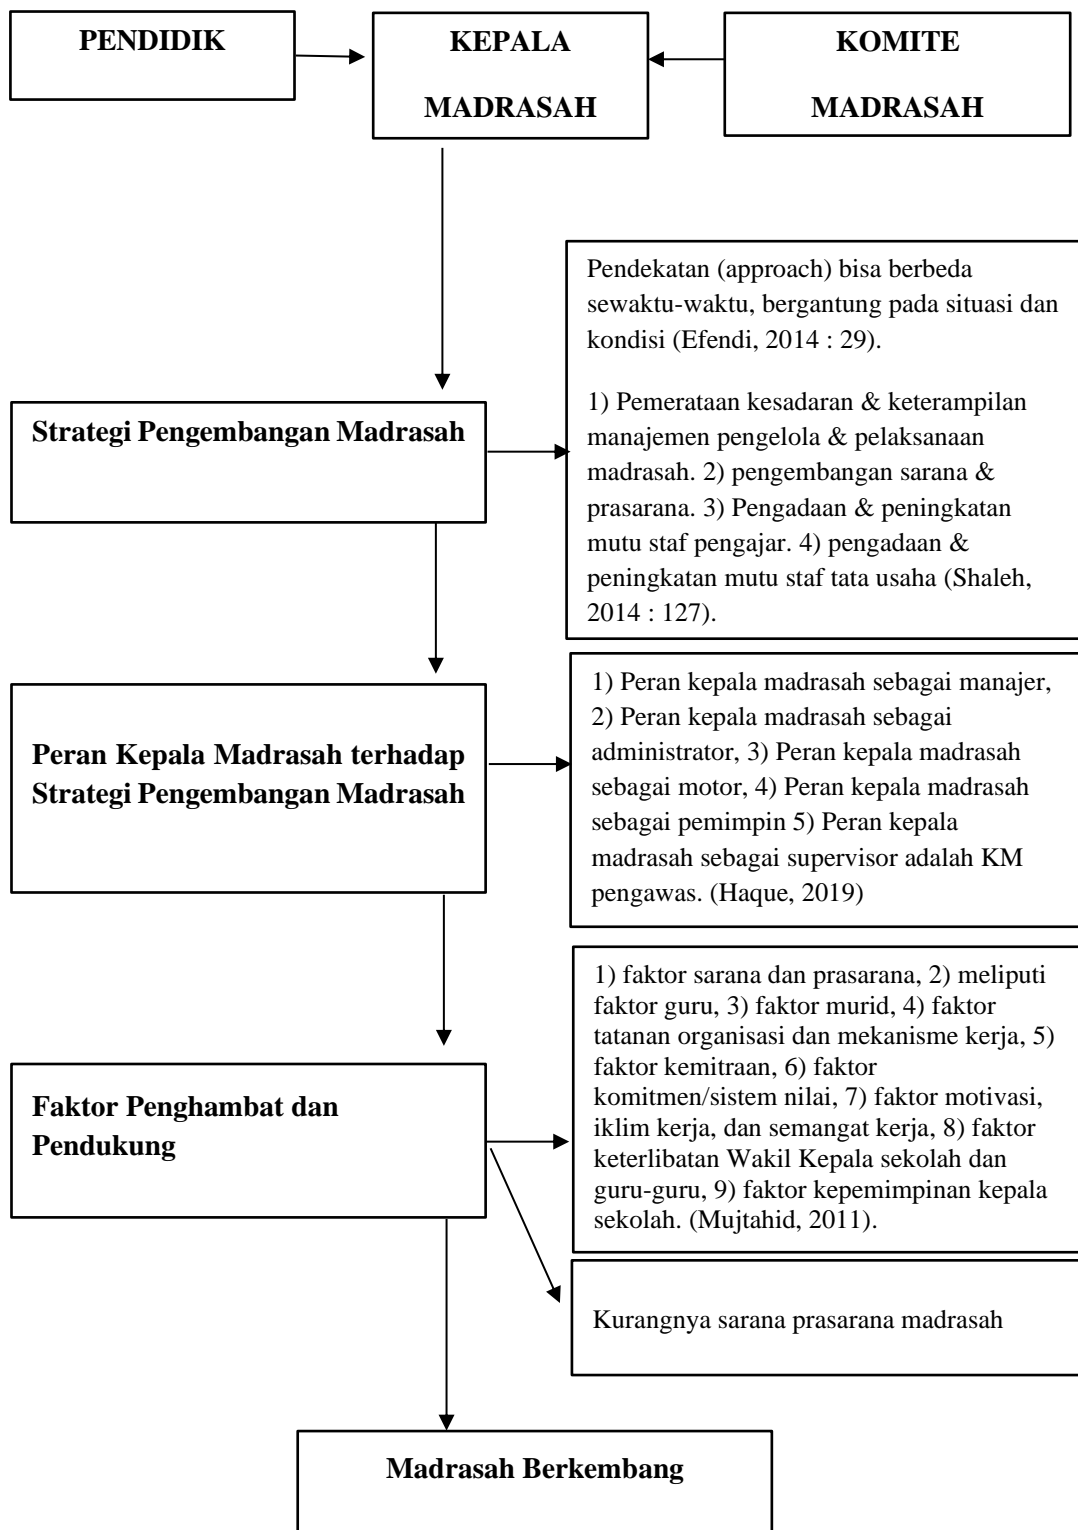 PENDIDIK
KEPALA
MADRASAH
KOMITE
MADRASAH
Pendekatan (approach) bisa berbeda
sewaktu-waktu, bergantung pada situasi dan
kondisi (Efendi, 2014 : 29).
1) Pemerataan kesadaran & keterampilan
manajemen pengelola & pelaksanaan
madrasah. 2) pengembangan sarana &
prasarana. 3) Pengadaan & peningkatan
mutu staf pengajar. 4) pengadaan &
peningkatan mutu staf tata usaha (Shaleh,
2014 : 127).
Strategi Pengembangan Madrasah
1) Peran kepala madrasah sebagai manajer,
2) Peran kepala madrasah sebagai
administrator, 3) Peran kepala madrasah
sebagai motor, 4) Peran kepala madrasah
sebagai pemimpin 5) Peran kepala
madrasah sebagai supervisor adalah KM
pengawas. (Haque, 2019)
Peran Kepala Madrasah terhadap
Strategi Pengembangan Madrasah
1) faktor sarana dan prasarana, 2) meliputi
faktor guru, 3) faktor murid, 4) faktor
tatanan organisasi dan mekanisme kerja, 5)
faktor kemitraan, 6) faktor
komitmen/sistem nilai, 7) faktor motivasi,
iklim kerja, dan semangat kerja, 8) faktor
keterlibatan Wakil Kepala sekolah dan
guru-guru, 9) faktor kepemimpinan kepala
sekolah. (Mujtahid, 2011).
Faktor Penghambat dan
Pendukung
Kurangnya sarana prasarana madrasah
Madrasah Berkembang